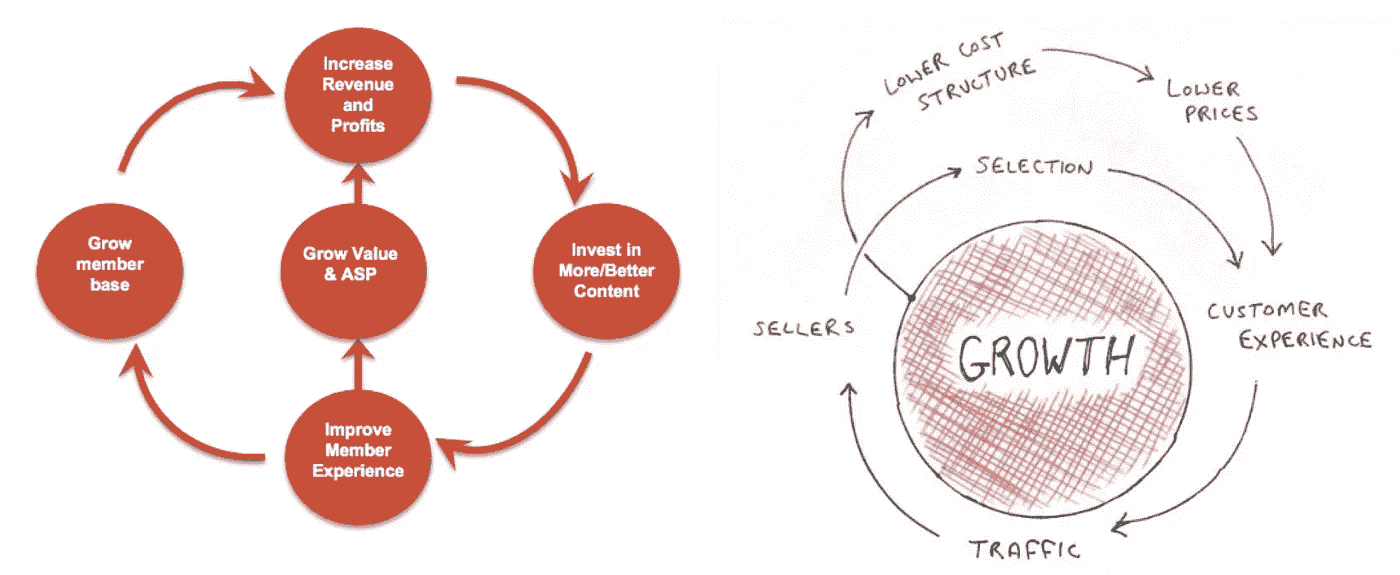 Increase
Revenue
and
Profits
Grow
member
base
Grow Value
& ASP
Invest in
More/Better
Content
Improve
Member
Experience
LOWER COST
STRUCTURE
LOWER
PRICES
SELECTION
SELLERS
CUSTOMER
EXPERIENCE
GROWTH
TRAFFIC